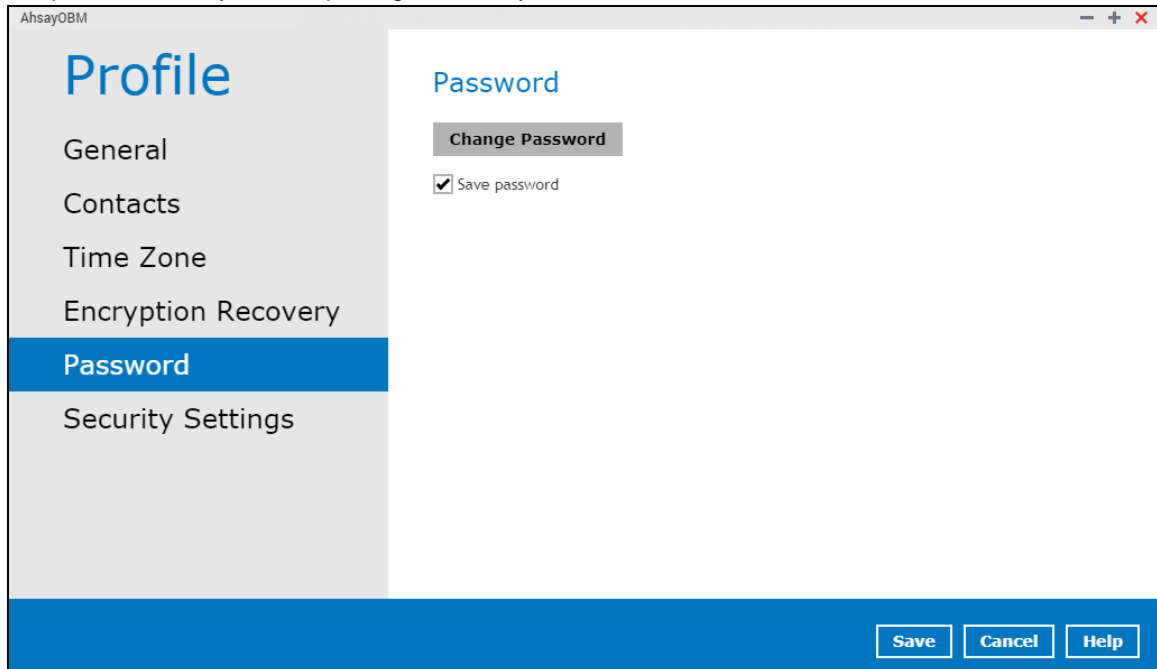 AhsayOBM
Profile
General
Contacts
Time Zone
Encryption Recovery
Password
Security Settings
Password
Change Password
Save password
Save Cancel Help